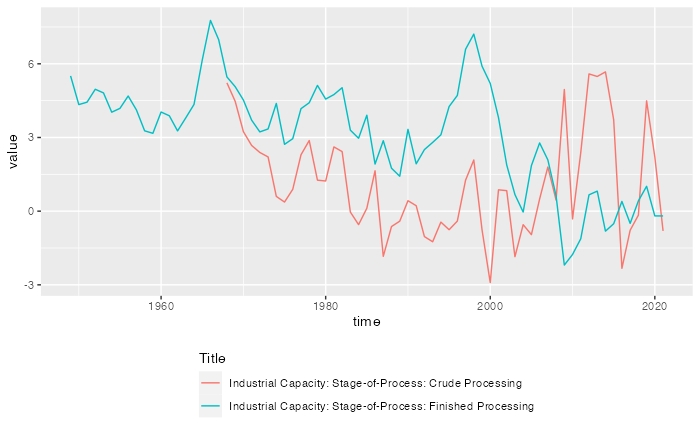 6
3
0
-3
value
1960 1980 2000 2020
time
Title
Industrial Capacity: Stage-of-Process: Crude Processing
Industrial Capacity: Stage-of-Process: Finished Processing